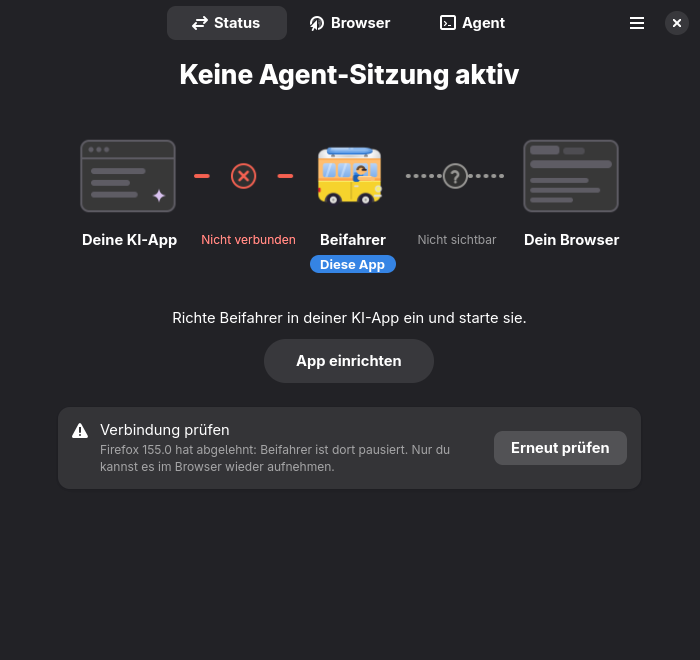 Status
Browser
Agent
Keine Agent-Sitzung aktiv
Deine KI-App
Nicht verbunden
Beifahrer
Nicht sichtbar
Dein Browser
Diese App
Richte Beifahrer in deiner KI-App ein und starte sie.
App einrichten
Verbindung prüfen
Firefox 155.0 hat abgelehnt: Beifahrer ist dort pausiert. Nur du
kannst es im Browser wieder aufnehmen.
Erneut prüfen